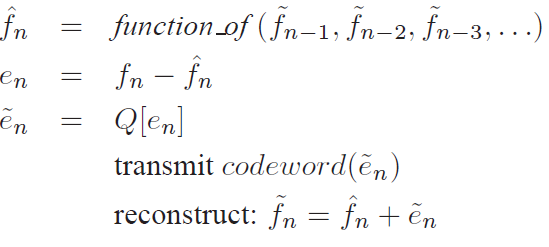 f̂ₙ = function_of (f̃ₙ₋₁, f̃ₙ₋₂, f̃ₙ₋₃, . . .)
eₙ = fₙ − f̂ₙ
ẽₙ = Q[eₙ]
transmit codeword(ẽₙ)
reconstruct: f̃ₙ = f̂ₙ + ẽₙ